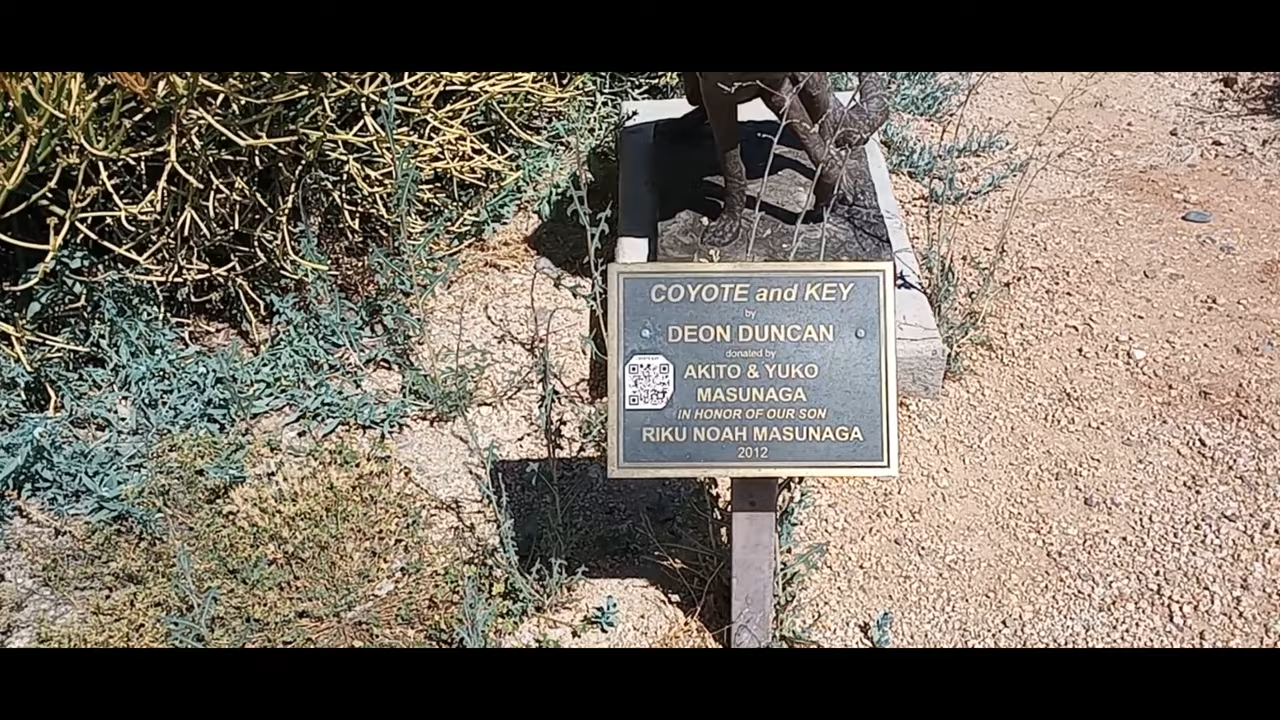 COYOTE and KEY
by
DEON DUNCAN
donated by
AKITO & YUKO
MASUNAGA
IN HONOR OF OUR SON
RIKU NOAH MASUNAGA
2012